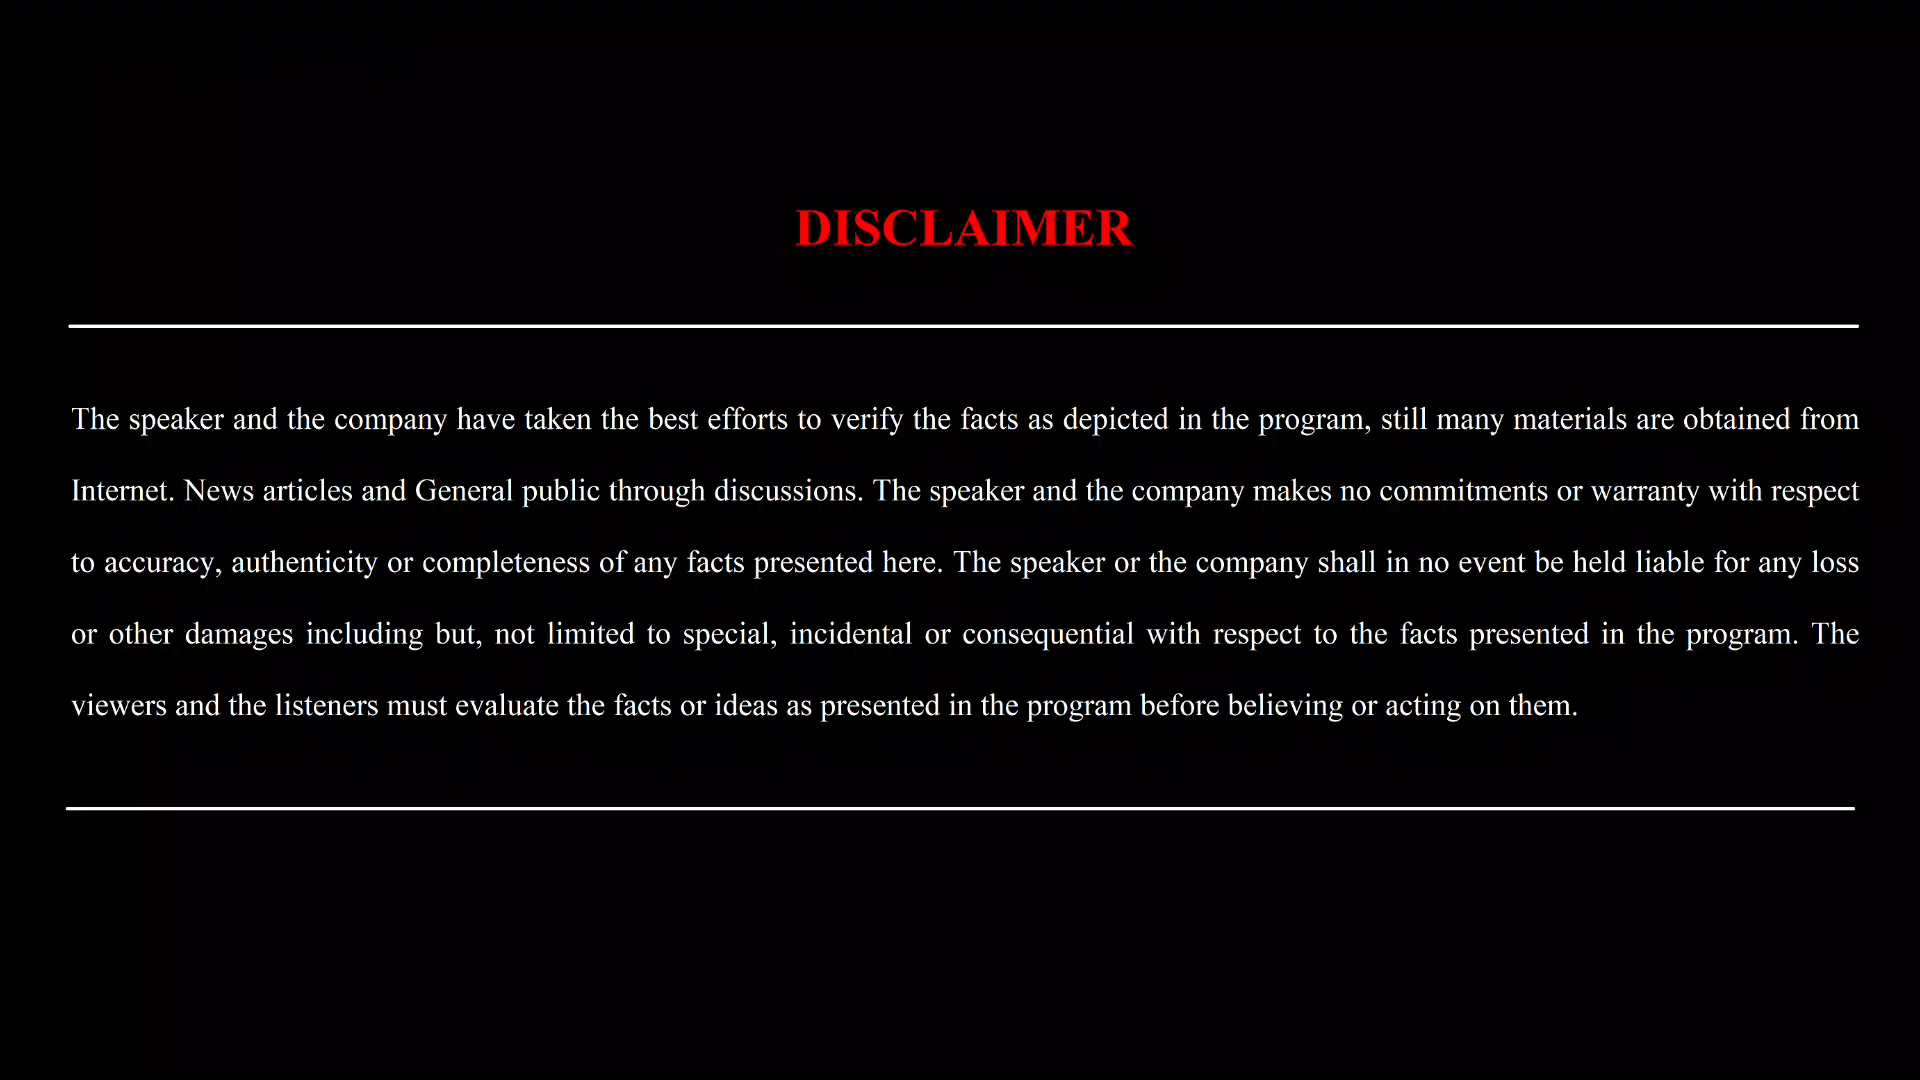 DISCLAIMER
The speaker and the company have taken the best efforts to verify the facts as depicted in the program, still many materials are obtained from
Internet. News articles and General public through discussions. The speaker and the company makes no commitments or warranty with respect
to accuracy, authenticity or completeness of any facts presented here. The speaker or the company shall in no event be held liable for any loss
or other damages including but, not limited to special, incidental or consequential with respect to the facts presented in the program. The
viewers and the listeners must evaluate the facts or ideas as presented in the program before believing or acting on them.